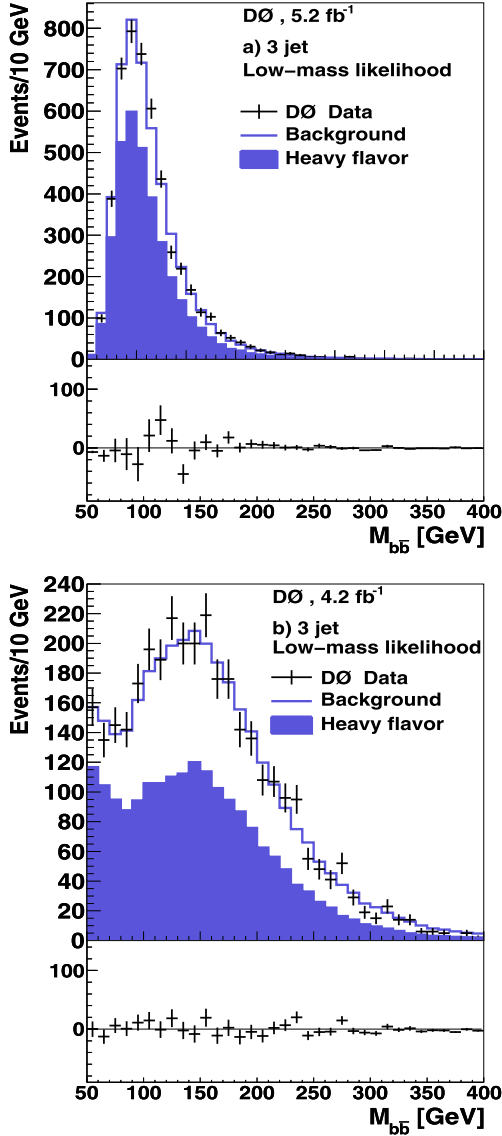 DØ , 5.2 fb⁻¹
a) 3 jet
Low−mass likelihood
DØ Data
Background
Heavy flavor
Events/10 GeV
800
700
600
500
400
300
200
100
0
100
0
50 100 150 200 250 300 350 400
M_bb̅ [GeV]
DØ , 4.2 fb⁻¹
b) 3 jet
Low−mass likelihood
DØ Data
Background
Heavy flavor
Events/10 GeV
240
220
200
180
160
140
120
100
80
60
40
20
0
100
0
50 100 150 200 250 300 350 400
M_bb̅ [GeV]